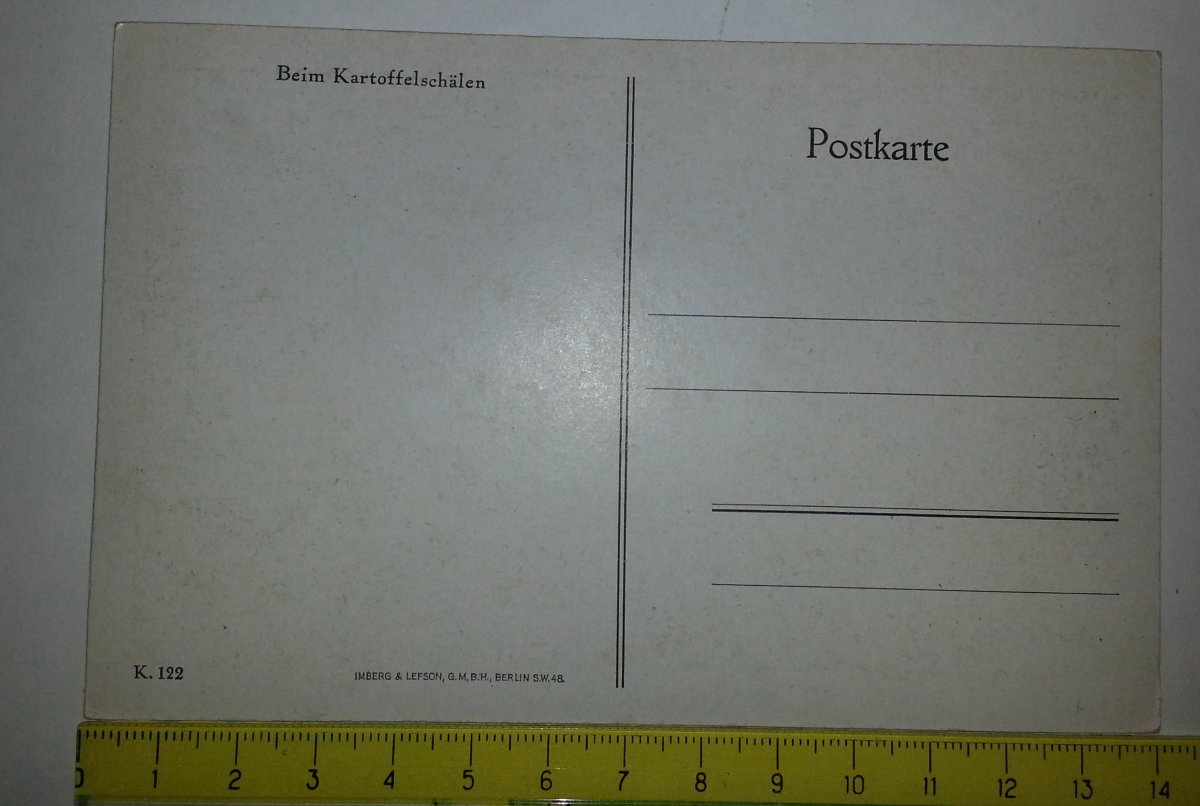 Beim Kartoffelschälen
Postkarte
K. 122
IMBERG & LEFSON, G.M.B.H., BERLIN S.W. 48.
0 1 2 3 4 5 6 7 8 9 10 11 12 13 14